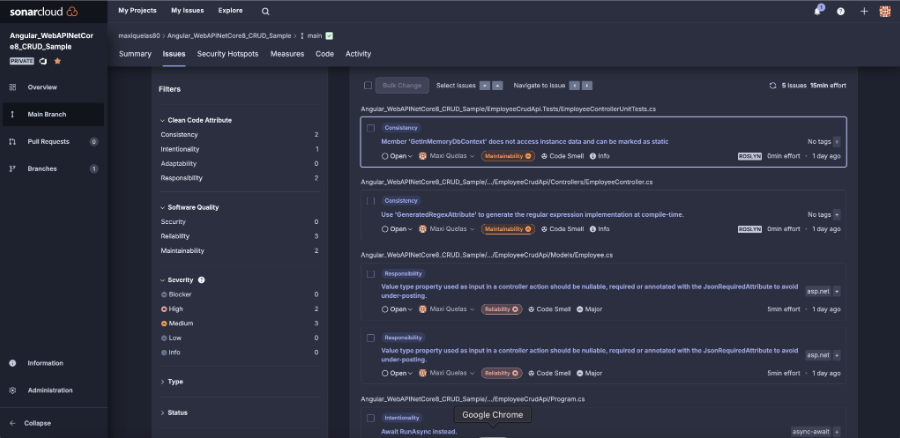 sonarcloud
My Projects My Issues Explore
1
Angular_WebAPINetCor
e8_CRUD_Sample
PRIVATE
maxiquelas80 > Angular_WebAPINetCore8_CRUD_Sample > main
Summary Issues Security Hotspots Measures Code Activity
Overview
Main Branch
Pull Requests 0
Branches 1
Information
Administration
Collapse
Filters
Clean Code Attribute
Consistency 2
Intentionality 1
Adaptability 0
Responsibility 2
Software Quality
Security 0
Reliability 3
Maintainability 2
Severity ?
Blocker 0
High 2
Medium 3
Low 0
Info 0
Type
Status
Bulk Change Select Issues Navigate to Issue 5 issues 15min effort
Angular_WebAPINetCore8_CRUD_Sample/EmployeeCrudApi.Tests/EmployeeControllerUnitTests.cs
Consistency
Member 'GetInMemoryDbContext' does not access instance data and can be marked as static
No tags
Open Maxi Quelas Maintainability Code Smell Info ROSLYN 0min effort • 1 day ago
Angular_WebAPINetCore8_CRUD_Sample/.../EmployeeCrudApi/Controllers/EmployeeController.cs
Consistency
Use 'GeneratedRegexAttribute' to generate the regular expression implementation at compile-time.
No tags
Open Maxi Quelas Maintainability Code Smell Info ROSLYN 0min effort • 1 day ago
Angular_WebAPINetCore8_CRUD_Sample/.../EmployeeCrudApi/Models/Employee.cs
Responsibility
Value type property used as input in a controller action should be nullable, required or annotated with the JsonRequiredAttribute to avoid
under-posting.
asp.net
Open Maxi Quelas Reliability Code Smell Major 5min effort • 1 day ago
Responsibility
Value type property used as input in a controller action should be nullable, required or annotated with the JsonRequiredAttribute to avoid
under-posting.
asp.net
Open Maxi Quelas Reliability Code Smell Major 5min effort • 1 day ago
Angular_WebAPINetCore8_CRUD_Sample/.../EmployeeCrudApi/Program.cs
Intentionality
Await RunAsync instead.
async-await
Google Chrome